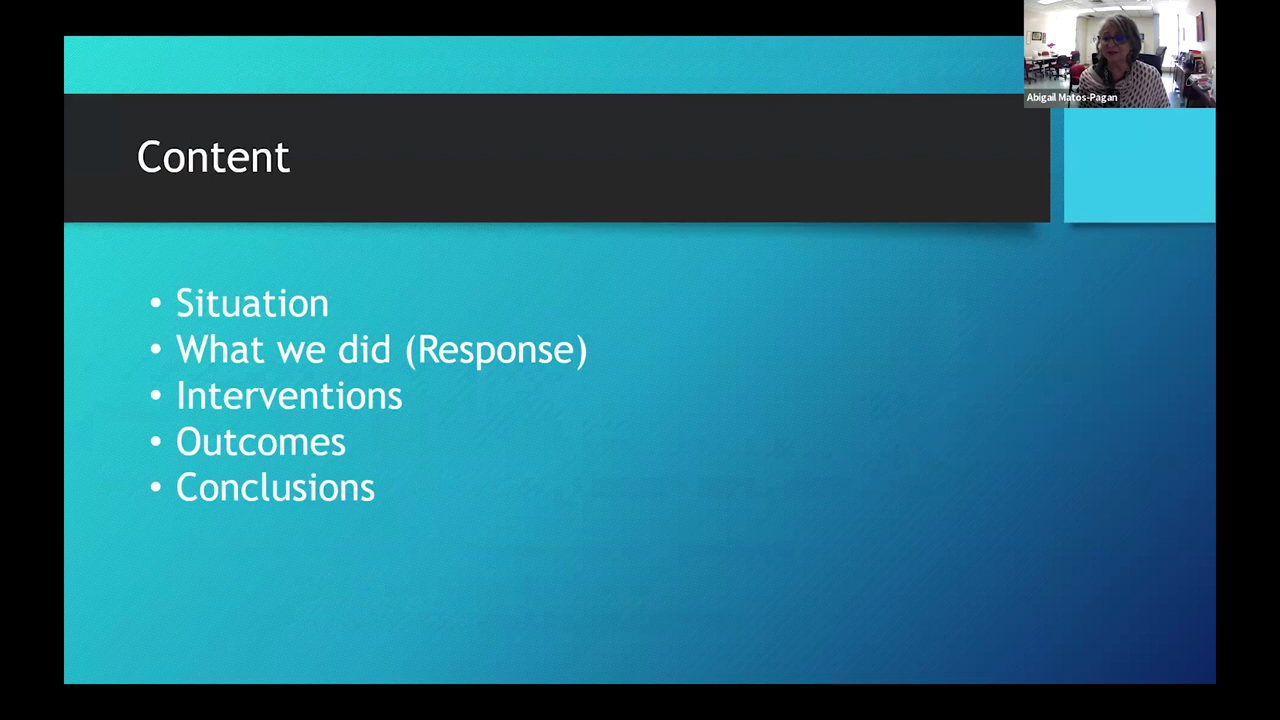 Abigail Matos-Pagan
Content
• Situation
• What we did (Response)
• Interventions
• Outcomes
• Conclusions